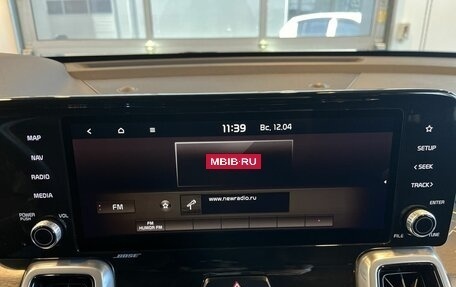 11:39 Вс, 12.04
MAP
NAV
RADIO
MEDIA
POWER PUSH VOL
MBIB·RU
FM
www.newradio.ru
FM
HUMOR FM
BOSE
SETUP
< SEEK
TRACK >
ENTER
FILE TUNE